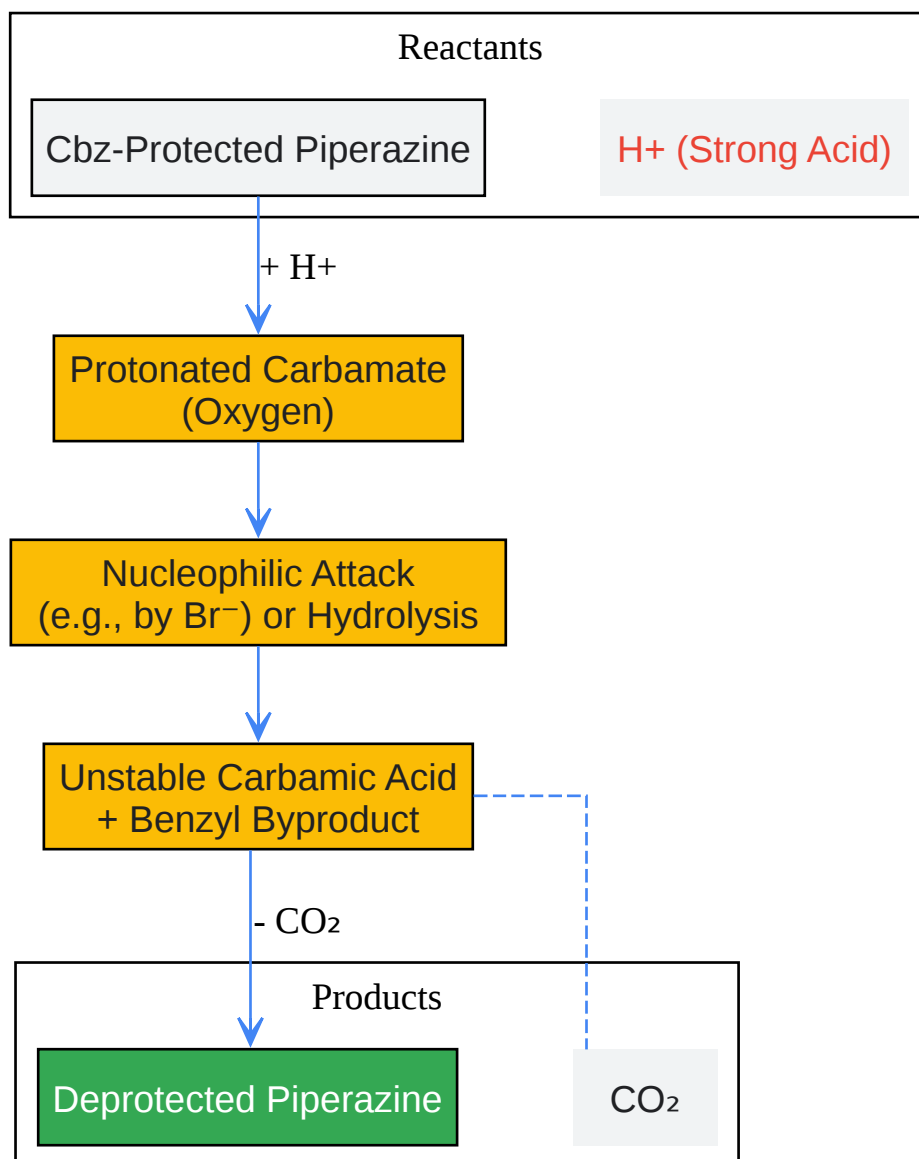 Reactants
Cbz-Protected Piperazine
H+ (Strong Acid)
+ H+
Protonated Carbamate
(Oxygen)
Nucleophilic Attack
(e.g., by Br⁻) or Hydrolysis
Unstable Carbamic Acid
+ Benzyl Byproduct
- CO₂
Products
Deprotected Piperazine
CO₂